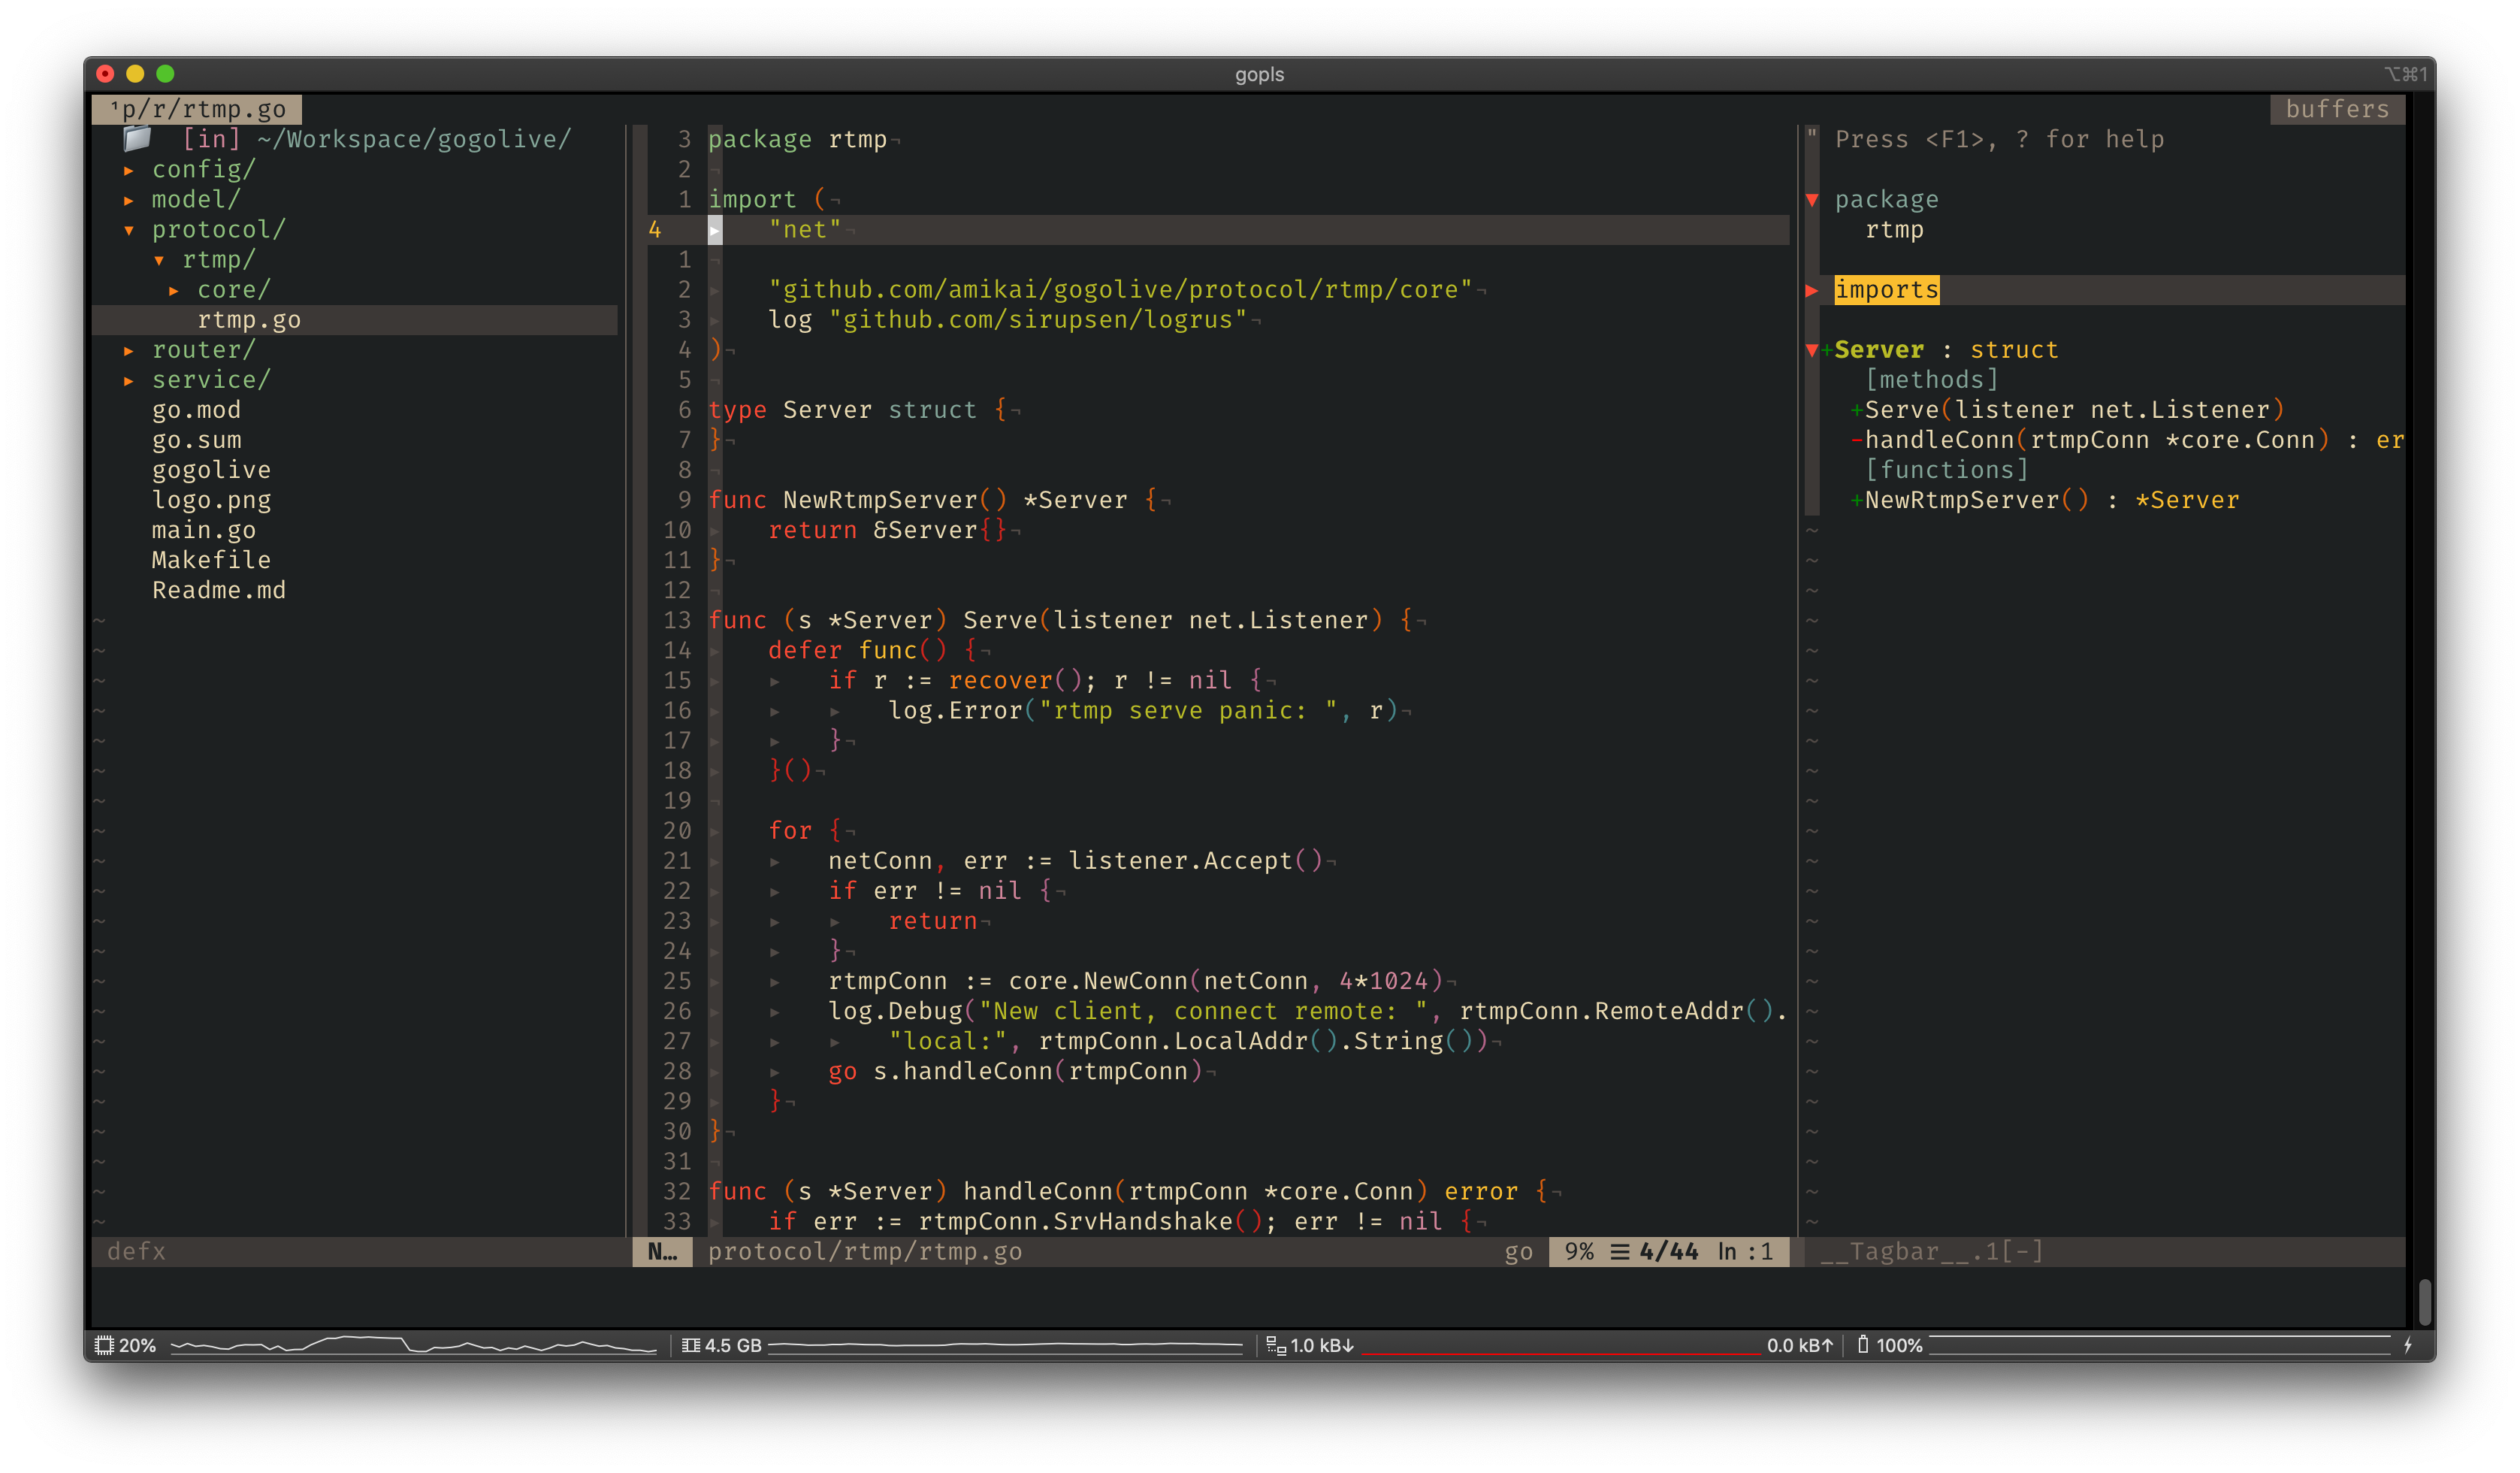 gopls
⌥⌘1
¹p/r/rtmp.go
buffers
[in] ~/Workspace/gogolive/
▸ config/
▸ model/
▾ protocol/
▾ rtmp/
▸ core/
rtmp.go
▸ router/
▸ service/
go.mod
go.sum
gogolive
logo.png
main.go
Makefile
Readme.md
3 package rtmp¬
2 ¬
1 import (¬
4 ▸ "net"¬
1 ¬
2 ▸ "github.com/amikai/gogolive/protocol/rtmp/core"¬
3 ▸ log "github.com/sirupsen/logrus"¬
4 )¬
5 ¬
6 type Server struct {¬
7 }¬
8 ¬
9 func NewRtmpServer() *Server {¬
10 ▸ return &Server{}¬
11 }¬
12 ¬
13 func (s *Server) Serve(listener net.Listener) {¬
14 ▸ defer func() {¬
15 ▸ ▸ if r := recover(); r != nil {¬
16 ▸ ▸ ▸ log.Error("rtmp serve panic: ", r)¬
17 ▸ ▸ }¬
18 ▸ }()¬
19 ¬
20 ▸ for {¬
21 ▸ ▸ netConn, err := listener.Accept()¬
22 ▸ ▸ if err != nil {¬
23 ▸ ▸ ▸ return¬
24 ▸ ▸ }¬
25 ▸ ▸ rtmpConn := core.NewConn(netConn, 4*1024)¬
26 ▸ ▸ log.Debug("New client, connect remote: ", rtmpConn.RemoteAddr().
27 ▸ ▸ ▸ "local:", rtmpConn.LocalAddr().String())¬
28 ▸ ▸ go s.handleConn(rtmpConn)¬
29 ▸ }¬
30 }¬
31 ¬
32 func (s *Server) handleConn(rtmpConn *core.Conn) error {¬
33 ▸ if err := rtmpConn.SrvHandshake(); err != nil {¬
" Press <F1>, ? for help
▼ package
rtmp
▶ imports
▼+Server : struct
[methods]
+Serve(listener net.Listener)
-handleConn(rtmpConn *core.Conn) : er
[functions]
+NewRtmpServer() : *Server
defx
N… protocol/rtmp/rtmp.go go 9% ☰ 4/44 ln :1
__Tagbar__.1[-]
20% 4.5 GB 1.0 kB↓ 0.0 kB↑ 100%